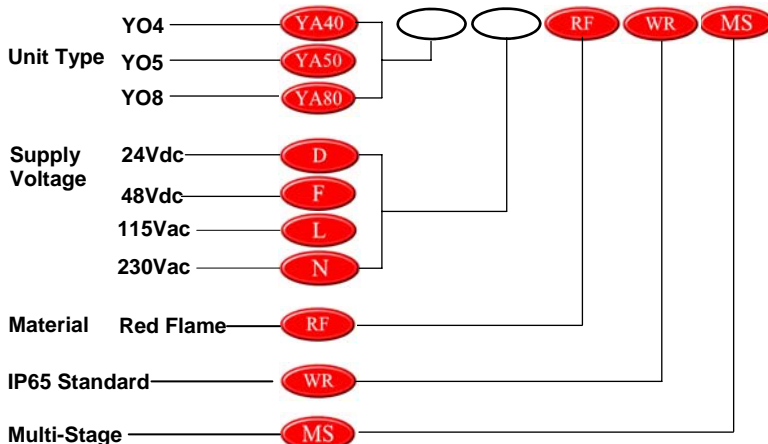 YO4 YA40 RF WR MS
Unit Type YO5 YA50
YO8 YA80
Supply Voltage 24Vdc D
48Vdc F
115Vac L
230Vac N
Material Red Flame RF
IP65 Standard WR
Multi-Stage MS